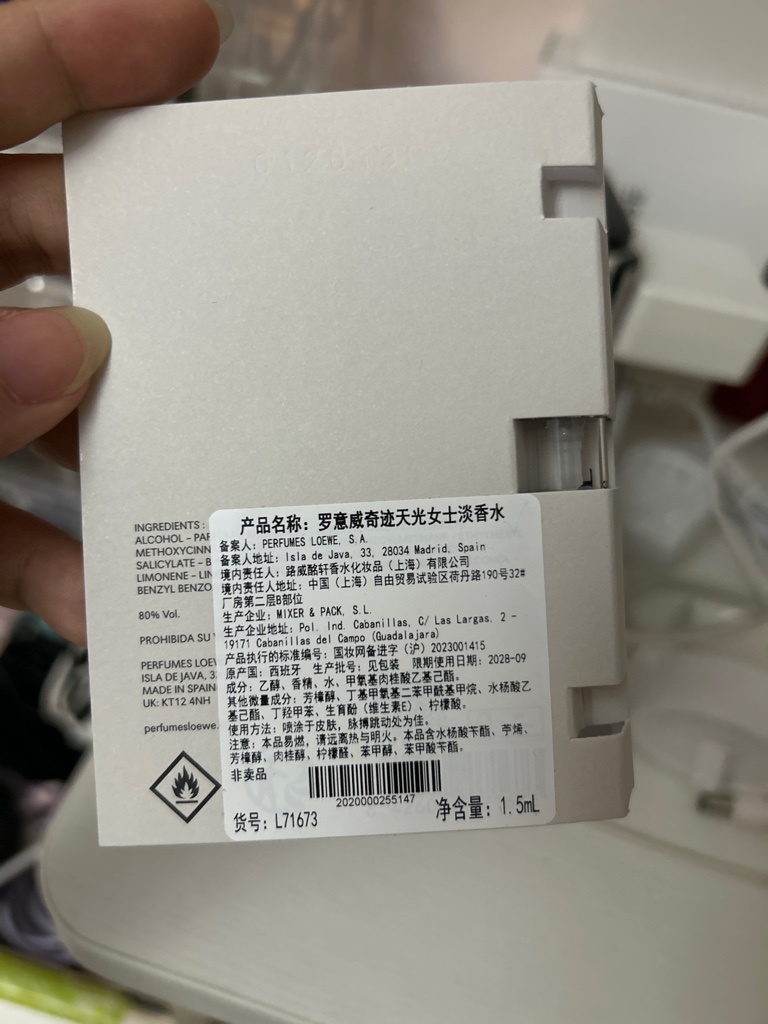 INGREDIENTS :
ALCOHOL - PAR
METHOXYCINN
SALICYLATE - B
LIMONENE - LIN
BENZYL BENZO
80% Vol.
PROHIBIDA SU V
PERFUMES LOEW
ISLA DE JAVA, 3
MADE IN SPAIN
UK: KT12 4NH
perfumesloewe.
产品名称：罗意威奇迹天光女士淡香水
备案人：PERFUMES LOEWE, S.A.
备案人地址：Isla de Java, 33, 28034 Madrid, Spain
境内责任人：路威酩轩香水化妆品（上海）有限公司
境内责任人地址：中国（上海）自由贸易试验区荷丹路190号32#
厂房第二层B部位
生产企业：MIXER & PACK, S.L.
生产企业地址：Pol. Ind. Cabanillas, C/ Las Largas, 2 -
19171 Cabanillas del Campo (Guadalajara)
产品执行的标准编号：国妆网备进字（沪）2023001415
原产国：西班牙 生产批号：见包装 限期使用日期：2028-09
成分：乙醇、香精、水、甲氧基肉桂酸乙基己酯。
其他微量成分：芳樟醇、丁基甲氧基二苯甲酰基甲烷、水杨酸乙
基己酯、丁羟甲苯、生育酚（维生素E）、柠檬酸。
使用方法：喷涂于皮肤，脉搏跳动处为佳。
注意：本品易燃，请远离热与明火。本品含水杨酸苄酯、苧烯、
芳樟醇、肉桂醇、柠檬醛、苯甲醇、苯甲酸苄酯。
非卖品
2020000255147
货号：L71673
净含量：1.5mL